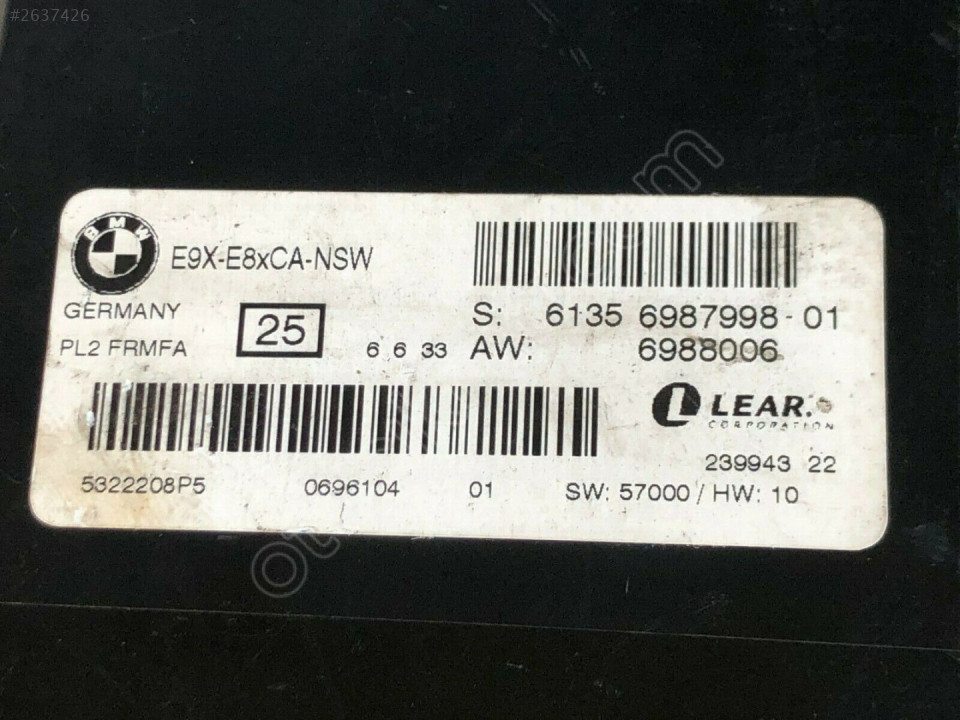 #2637426
BMW
E9X-E8xCA-NSW
GERMANY
25
PL2 FRMFA
6 6 33
S: 6135 6987998-01
AW: 6988006
LEAR.
CORPORATION
239943 22
5322208P5 0696104 01 SW: 57000 / HW: 10